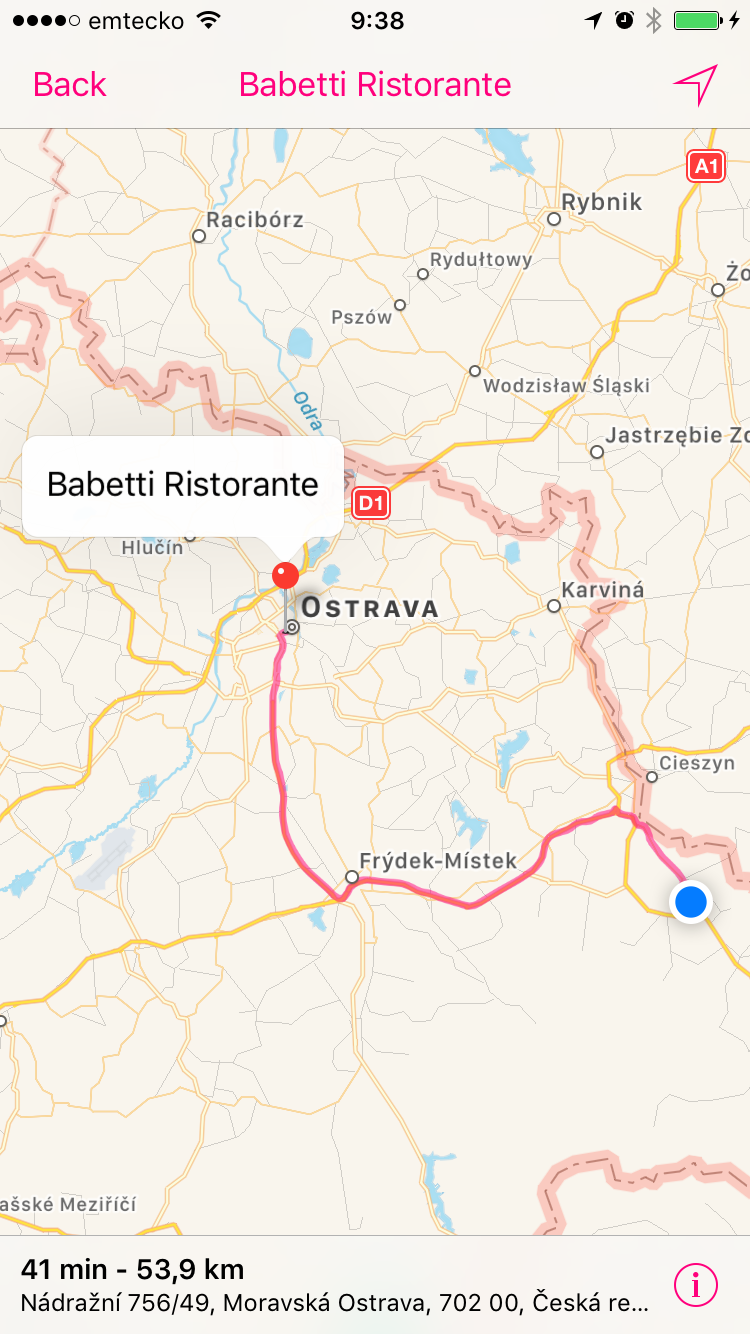 emtecko 9:38
Back Babetti Ristorante
A1
Rybnik
Racibórz
Rydułtowy
Żo
Pszów
Wodzisław Śląski
Odra
Jastrzębie Zd
Babetti Ristorante
D1
Hlučín
Karviná
OSTRAVA
Cieszyn
Frýdek-Místek
ašské Meziříčí
41 min - 53,9 km
Nádražní 756/49, Moravská Ostrava, 702 00, Česká re...